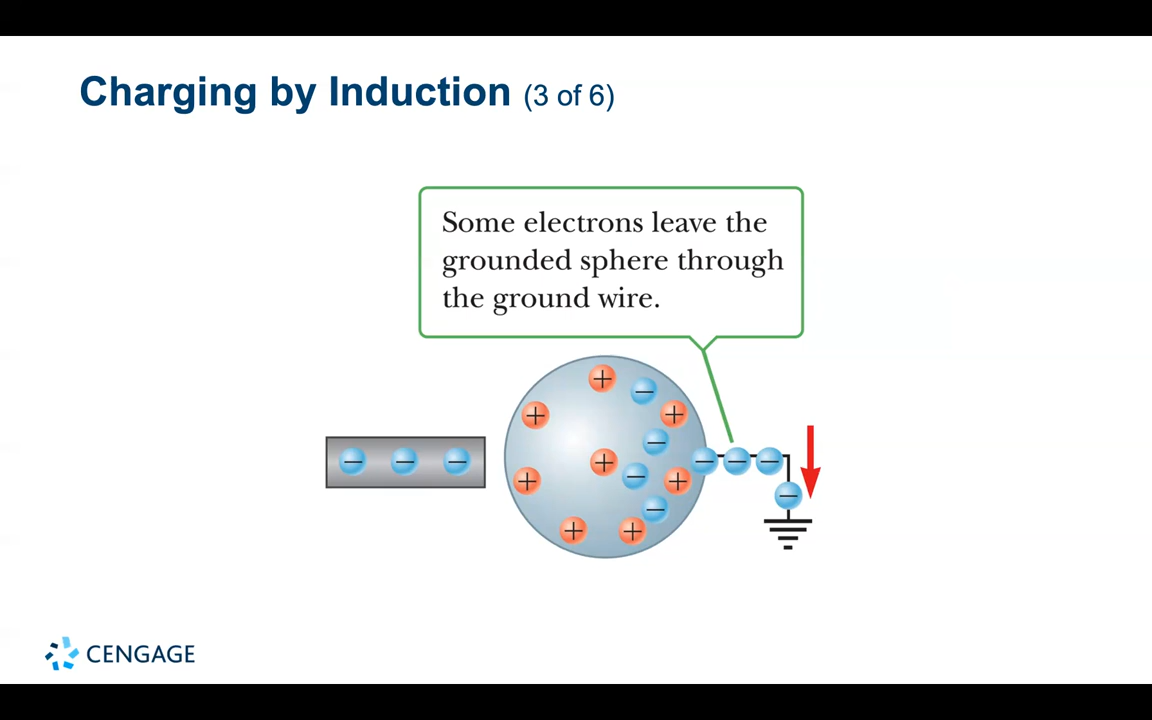 Charging by Induction (3 of 6)
Some electrons leave the
grounded sphere through
the ground wire.
CENGAGE